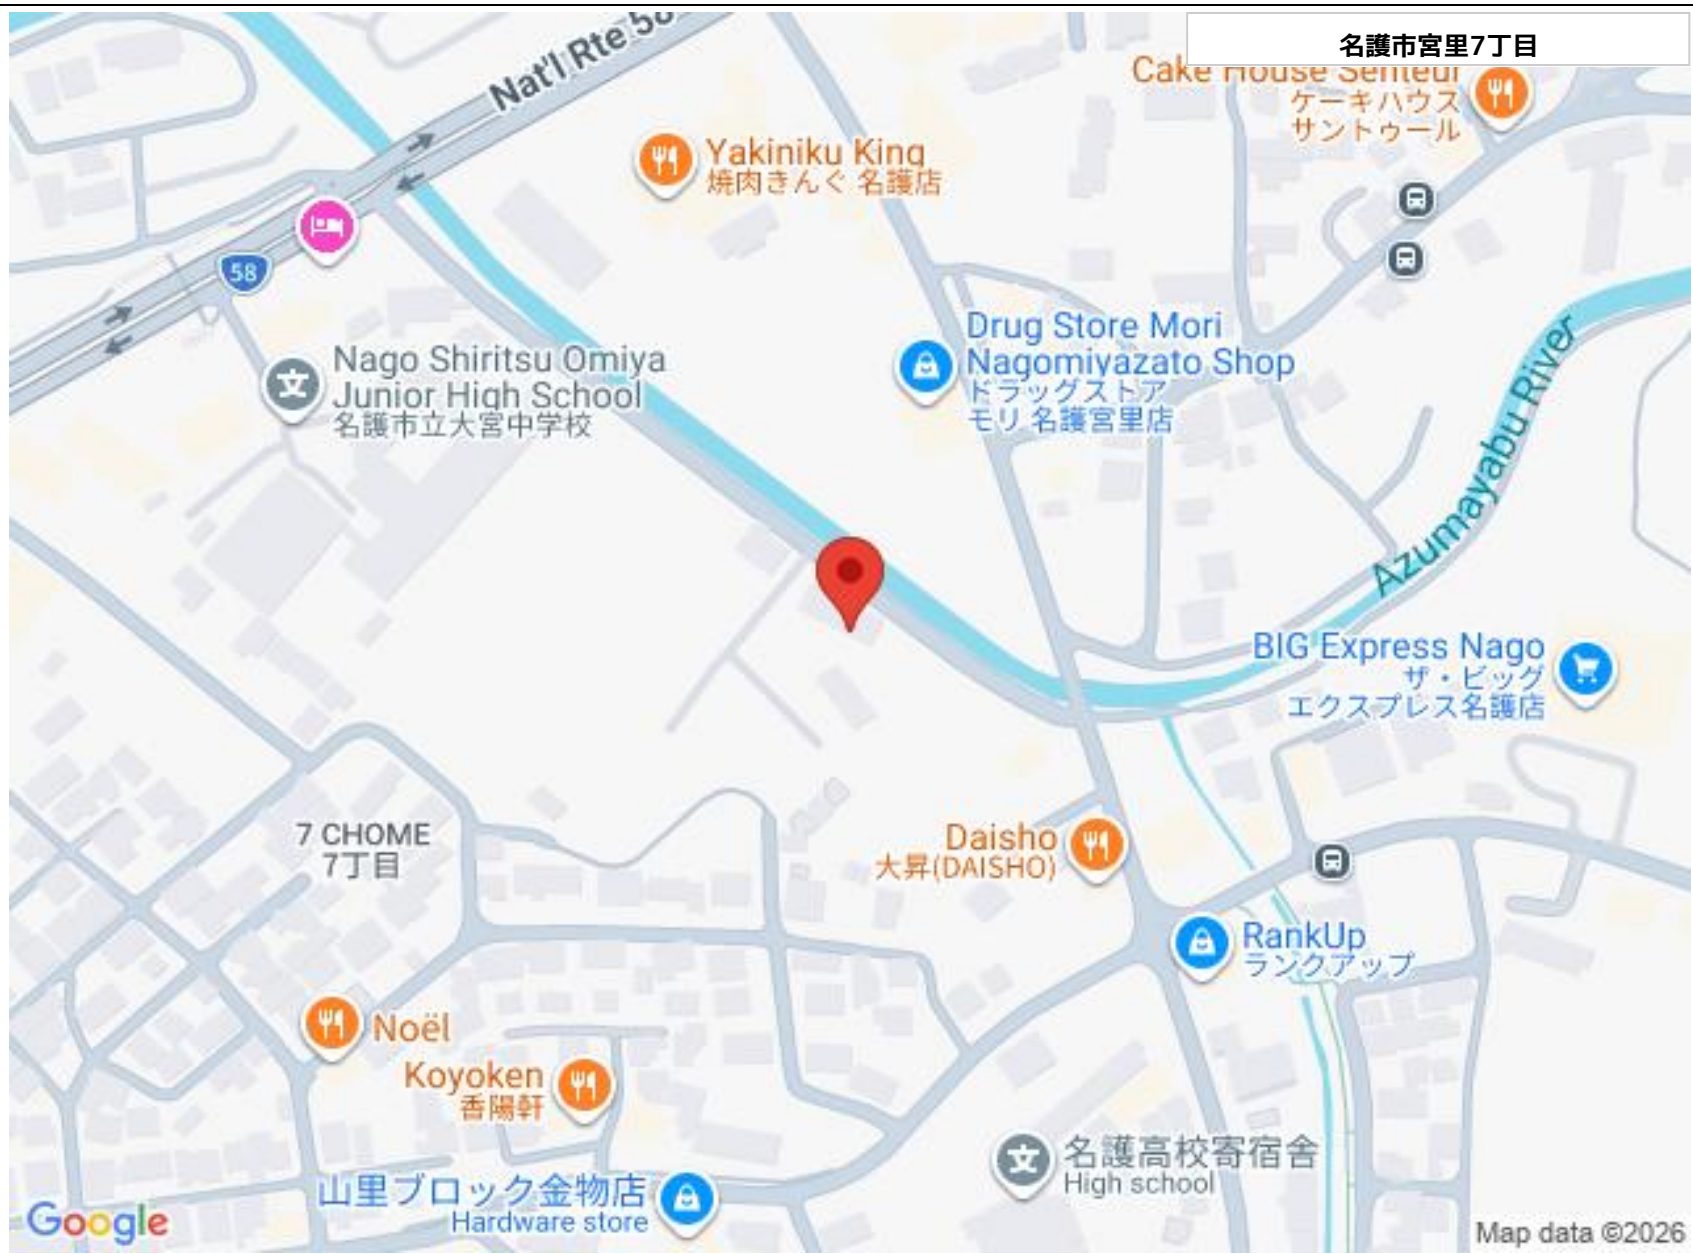 名護市宮里7丁目
Nat'l Rte 58
Cake House Senteur
ケーキハウス
サントゥール
Yakiniku King
焼肉きんぐ 名護店
58
Drug Store Mori
Nagomiyazato Shop
ドラッグストア
モリ 名護宮里店
Nago Shiritsu Omiya
Junior High School
名護市立大宮中学校
Azumayabu River
BIG Express Nago
ザ・ビッグ
エクスプレス名護店
7 CHOME
7丁目
Daisho
大昇(DAISHO)
RankUp
ランクアップ
Noël
Koyoken
香陽軒
名護高校寄宿舎
High school
山里ブロック金物店
Hardware store
Google
Map data ©2026